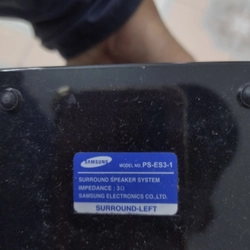 SAMSUNG MODEL NO. PS-ES3-1
SURROUND SPEAKER SYSTEM
IMPEDANCE : 3Ω
SAMSUNG ELECTRONICS CO.,LTD.
SURROUND-LEFT